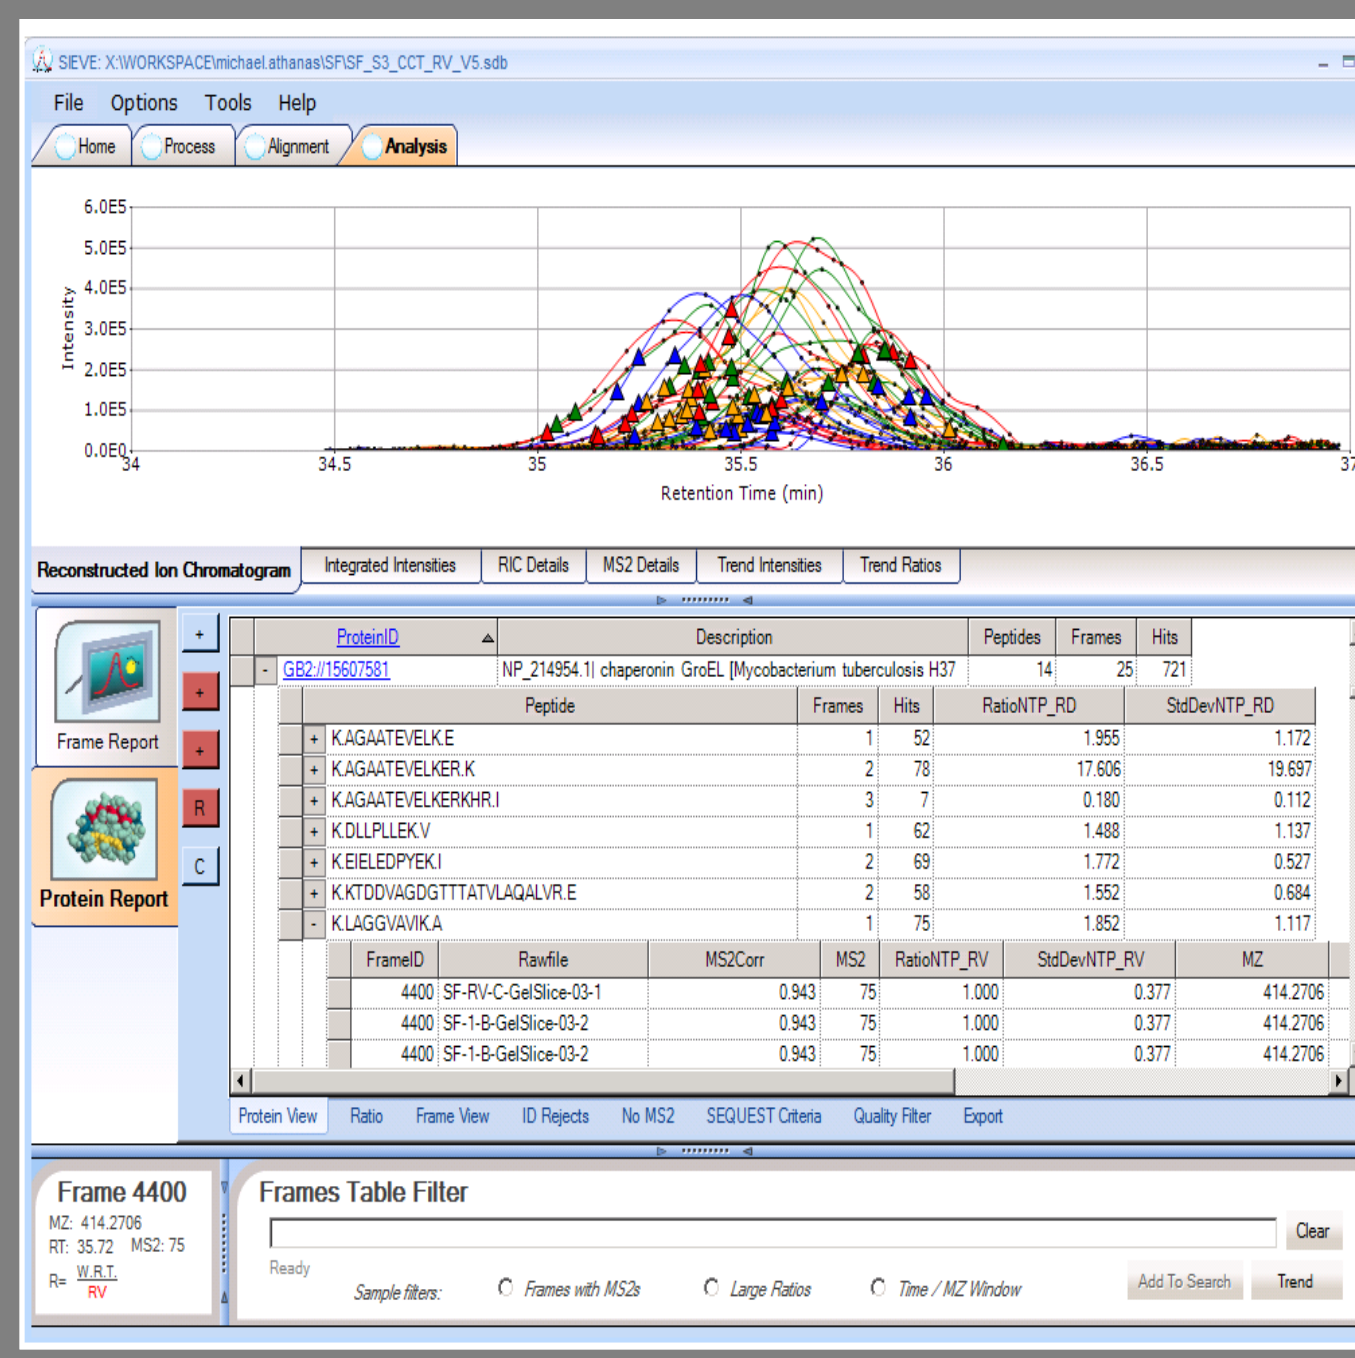 SIEVE: X:\WORKSPACE\michael.athanas\SF\SF_S3_CCT_RV_V5.sdb
File Options Tools Help
Home Process Alignment Analysis
6.0E5
5.0E5
4.0E5
3.0E5
2.0E5
1.0E5
0.0E0
Intensity
34 34.5 35 35.5 36 36.5 37
Retention Time (min)
Reconstructed Ion Chromatogram Integrated Intensities RIC Details MS2 Details Trend Intensities Trend Ratios
Frame Report
Protein Report
+
+
+
R
C
ProteinID Description Peptides Frames Hits
- GB2://15607581 NP_214954.1| chaperonin GroEL [Mycobacterium tuberculosis H37 14 25 721
Peptide Frames Hits RatioNTP_RD StdDevNTP_RD
+ K.AGAATEVELK.E 1 52 1.955 1.172
+ K.AGAATEVELKER.K 2 78 17.606 19.697
+ K.AGAATEVELKERKHR.I 3 7 0.180 0.112
+ K.DLLPLLEK.V 1 62 1.488 1.137
+ K.EIELEDPYEK.I 2 69 1.772 0.527
+ K.KTDDVAGDGTTTATVLAQALVR.E 2 58 1.552 0.684
- K.LAGGVAVIK.A 1 75 1.852 1.117
FrameID Rawfile MS2Corr MS2 RatioNTP_RV StdDevNTP_RV MZ
4400 SF-RV-C-GelSlice-03-1 0.943 75 1.000 0.377 414.2706
4400 SF-1-B-GelSlice-03-2 0.943 75 1.000 0.377 414.2706
4400 SF-1-B-GelSlice-03-2 0.943 75 1.000 0.377 414.2706
Protein View Ratio Frame View ID Rejects No MS2 SEQUEST Criteria Quality Filter Export
Frame 4400
MZ: 414.2706
RT: 35.72 MS2: 75
R= W.R.T.
RV
Frames Table Filter
Clear
Ready
Sample filters: Frames with MS2s Large Ratios Time / MZ Window
Add To Search Trend